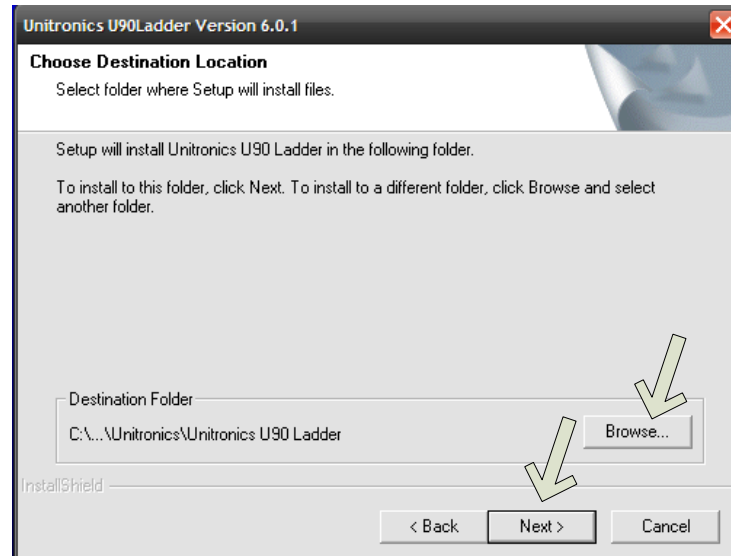 Unitronics U90Ladder Version 6.0.1
Choose Destination Location
Select folder where Setup will install files.
Setup will install Unitronics U90 Ladder in the following folder.
To install to this folder, click Next. To install to a different folder, click Browse and select
another folder.
Destination Folder
C:\...\Unitronics\Unitronics U90 Ladder
Browse...
InstallShield
< Back
Next >
Cancel